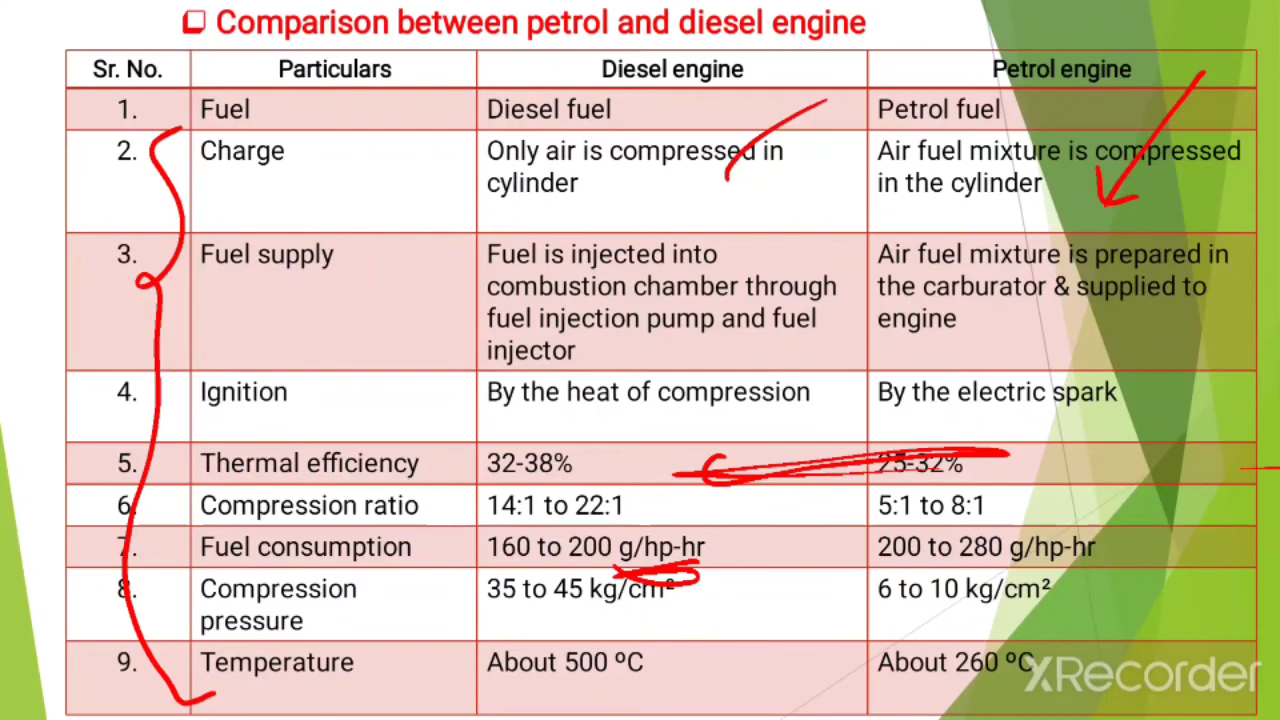 ❑ Comparison between petrol and diesel engine
Sr. No. Particulars Diesel engine Petrol engine
1. Fuel Diesel fuel Petrol fuel
2. Charge Only air is compressed in Air fuel mixture is compressed
cylinder in the cylinder
3. Fuel supply Fuel is injected into Air fuel mixture is prepared in
combustion chamber through the carburator & supplied to
fuel injection pump and fuel engine
injector
4. Ignition By the heat of compression By the electric spark
5. Thermal efficiency 32-38% 25-32%
6. Compression ratio 14:1 to 22:1 5:1 to 8:1
7. Fuel consumption 160 to 200 g/hp-hr 200 to 280 g/hp-hr
8. Compression 35 to 45 kg/cm² 6 to 10 kg/cm²
pressure
9. Temperature About 500 ºC About 260 ºC
XRecorder